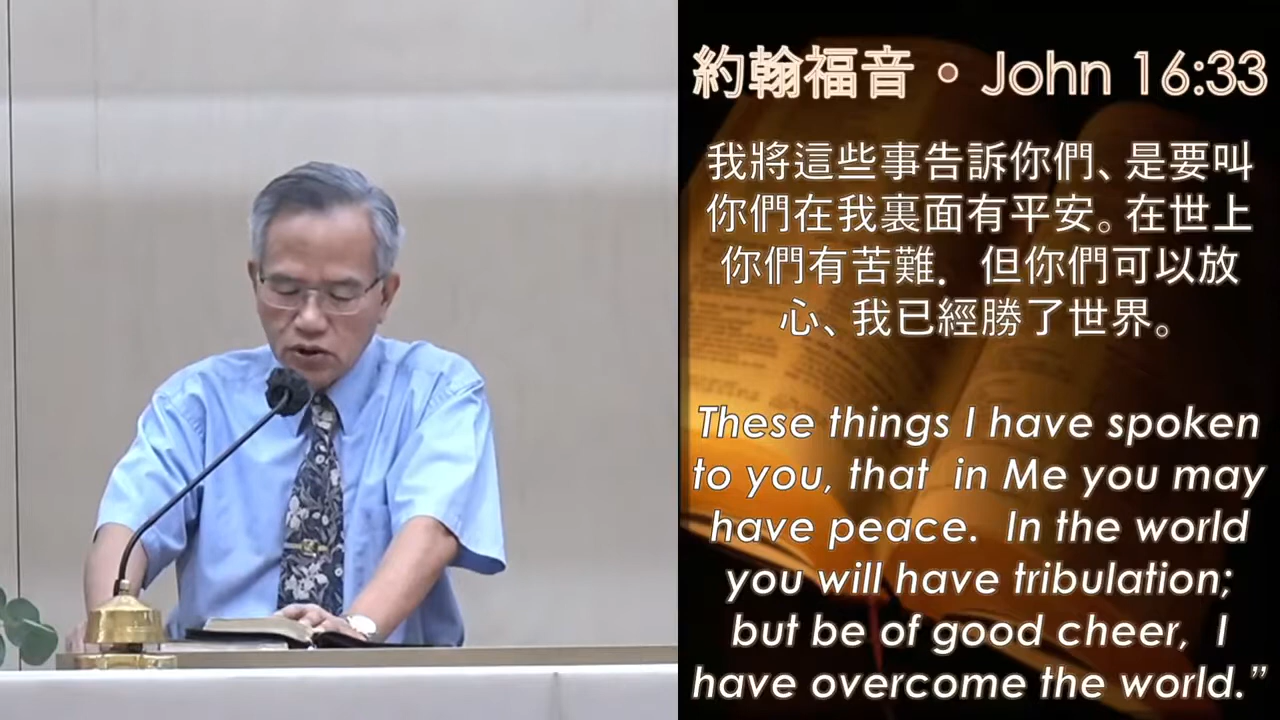 約翰福音 • John 16:33
我將這些事告訴你們、是要叫
你們在我裏面有平安。在世上
你們有苦難. 但你們可以放
心、我已經勝了世界。
These things I have spoken
to you, that in Me you may
have peace. In the world
you will have tribulation;
but be of good cheer, I
have overcome the world.”